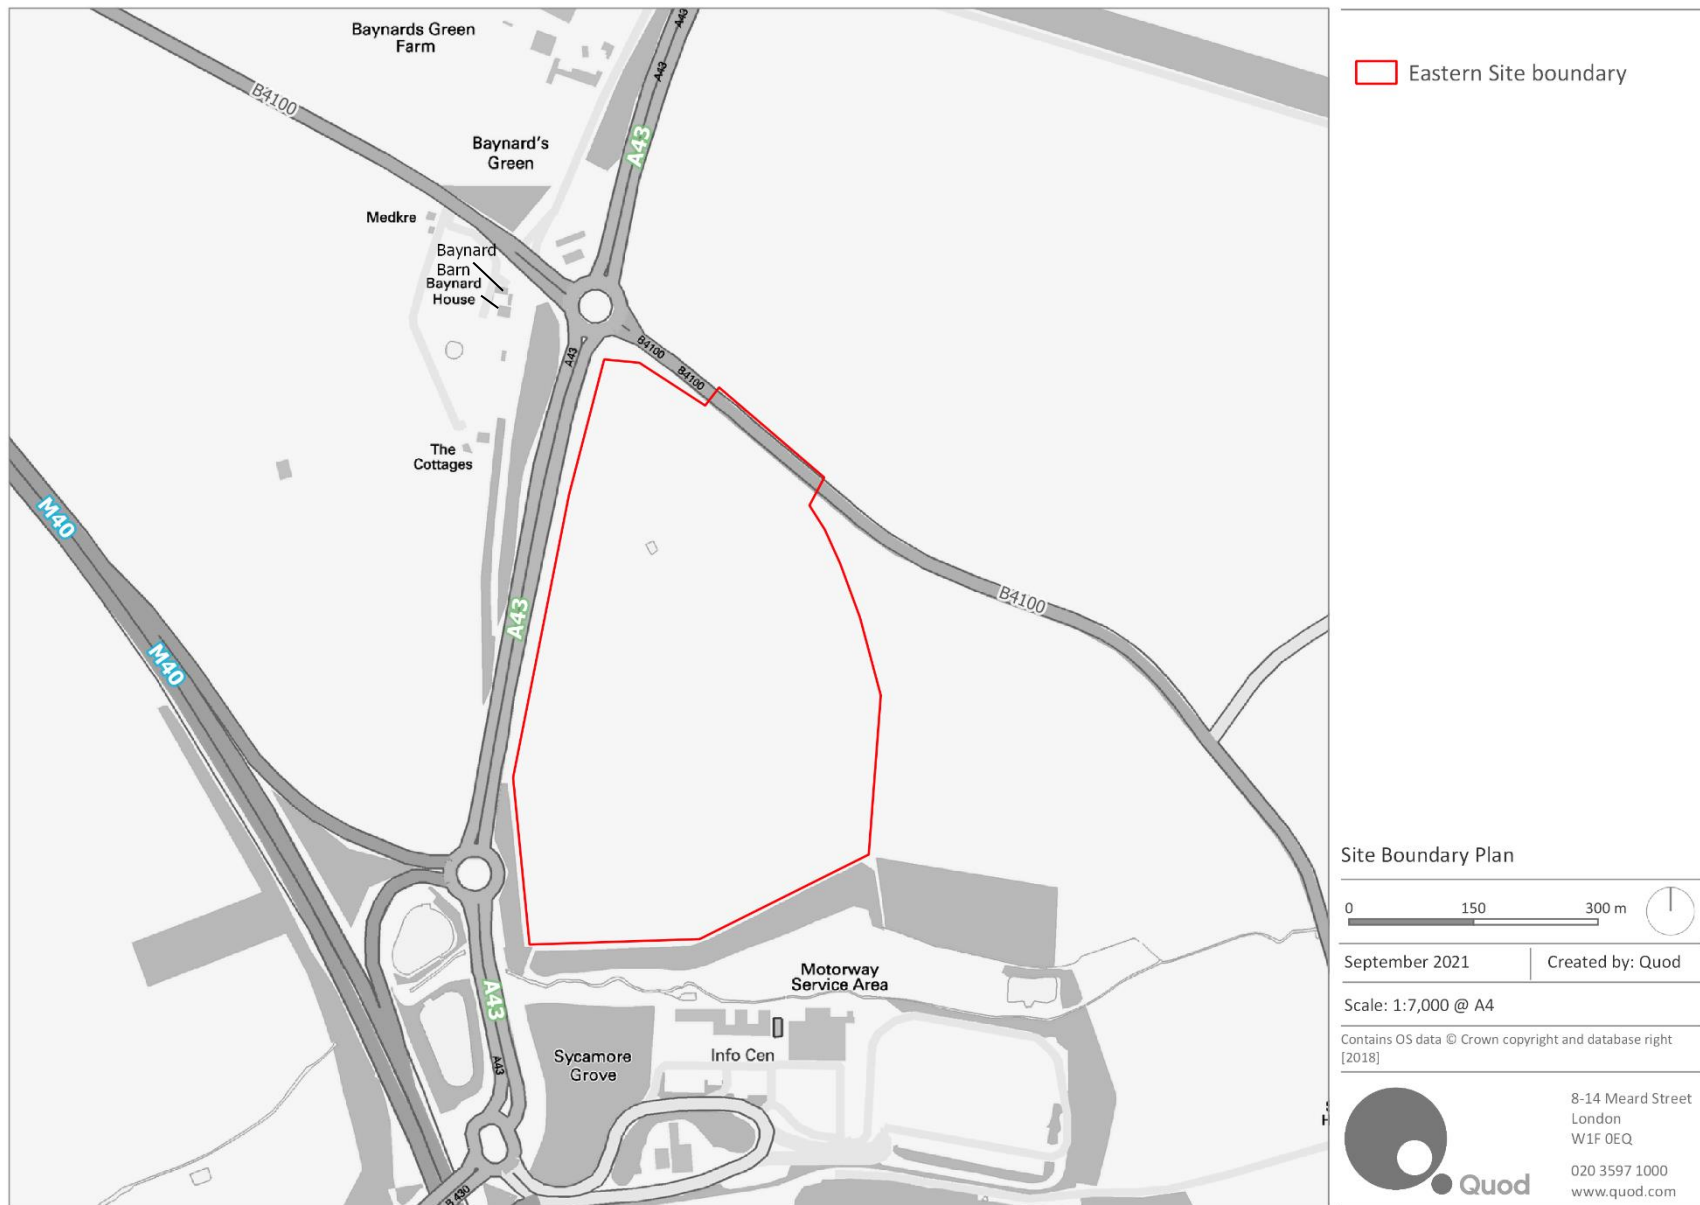 Baynards Green
Farm
A43
A43
B4100
A43
Baynard's
Green
Medkre
Baynard
Barn
Baynard
House
B4100
A43
B4100
The
Cottages
M40
B4100
A43
M40
Motorway
Service Area
A43
Info Cen
Sycamore
Grove
A43
B 430
Eastern Site boundary
Site Boundary Plan
0 150 300 m
September 2021
Created by: Quod
Scale: 1:7,000 @ A4
Contains OS data © Crown copyright and database right
[2018]
8-14 Meard Street
London
W1F 0EQ
020 3597 1000
www.quod.com
Quod